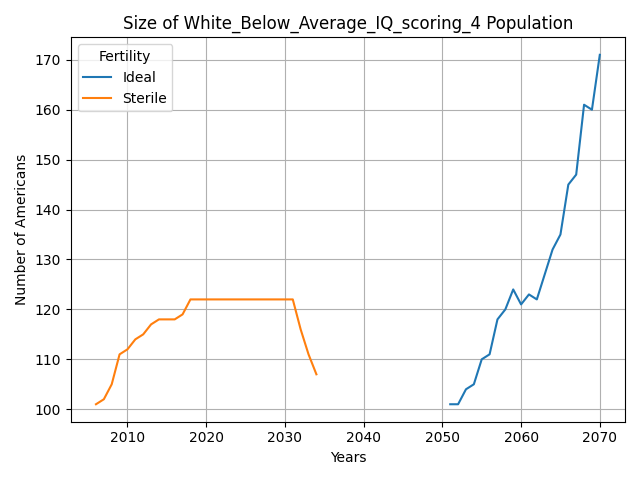 Size of White_Below_Average_IQ_scoring_4 Population
Fertility
Ideal
Sterile
Number of Americans
170
160
150
140
130
120
110
100
2010 2020 2030 2040 2050 2060 2070
Years